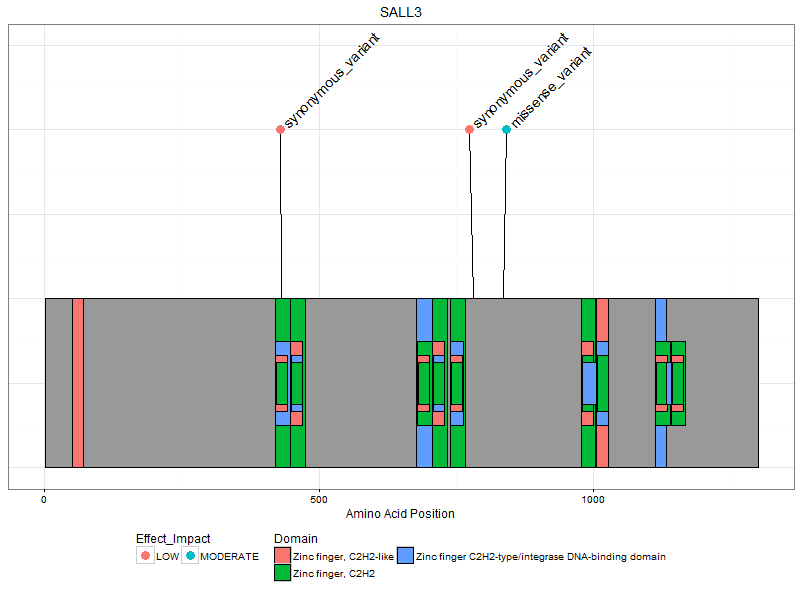 SALL3
synonymous_variant
synonymous_variant
missense_variant
0 500 1000
Amino Acid Position
Effect_Impact
LOW MODERATE
Domain
Zinc finger, C2H2-like Zinc finger C2H2-type/integrase DNA-binding domain
Zinc finger, C2H2